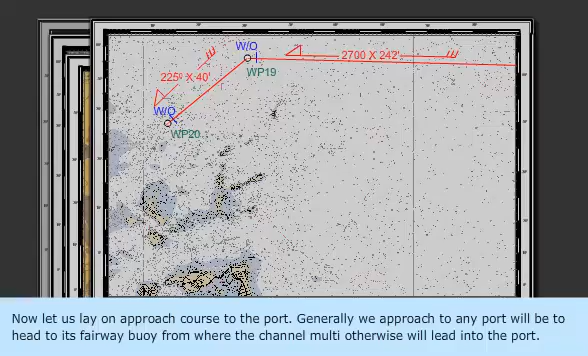 W/O
2700 X 242'
WP19
225º X 40'
W/O
WP20
Now let us lay on approach course to the port. Generally we approach to any port will be to
head to its fairway buoy from where the channel multi otherwise will lead into the port.